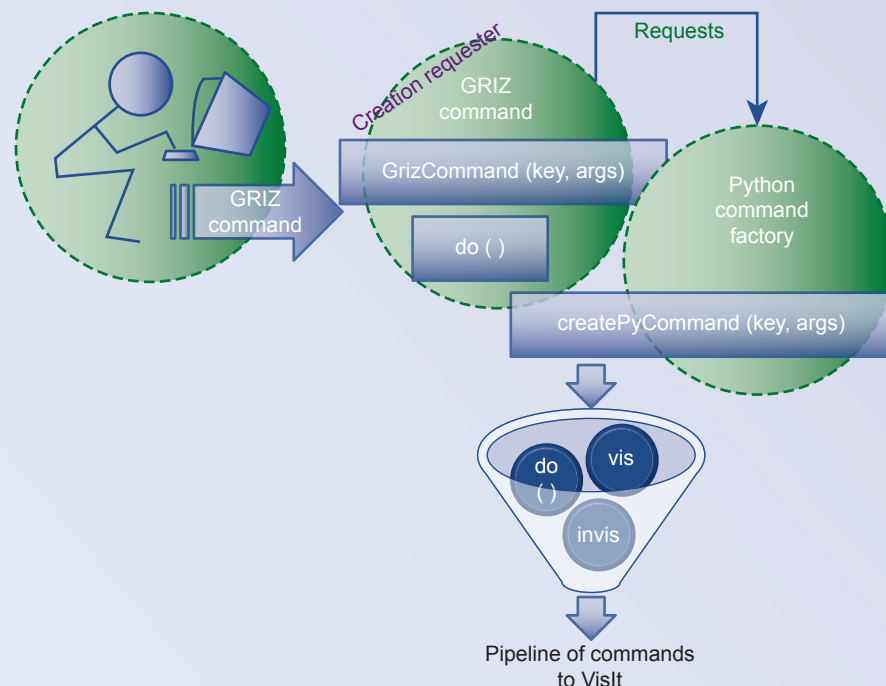 Creation requester
Requests
GRIZ
command
GrizCommand (key, args)
do ( )
GRIZ
command
Python
command
factory
createPyCommand (key, args)
do
( )
vis
invis
Pipeline of commands
to VisIt